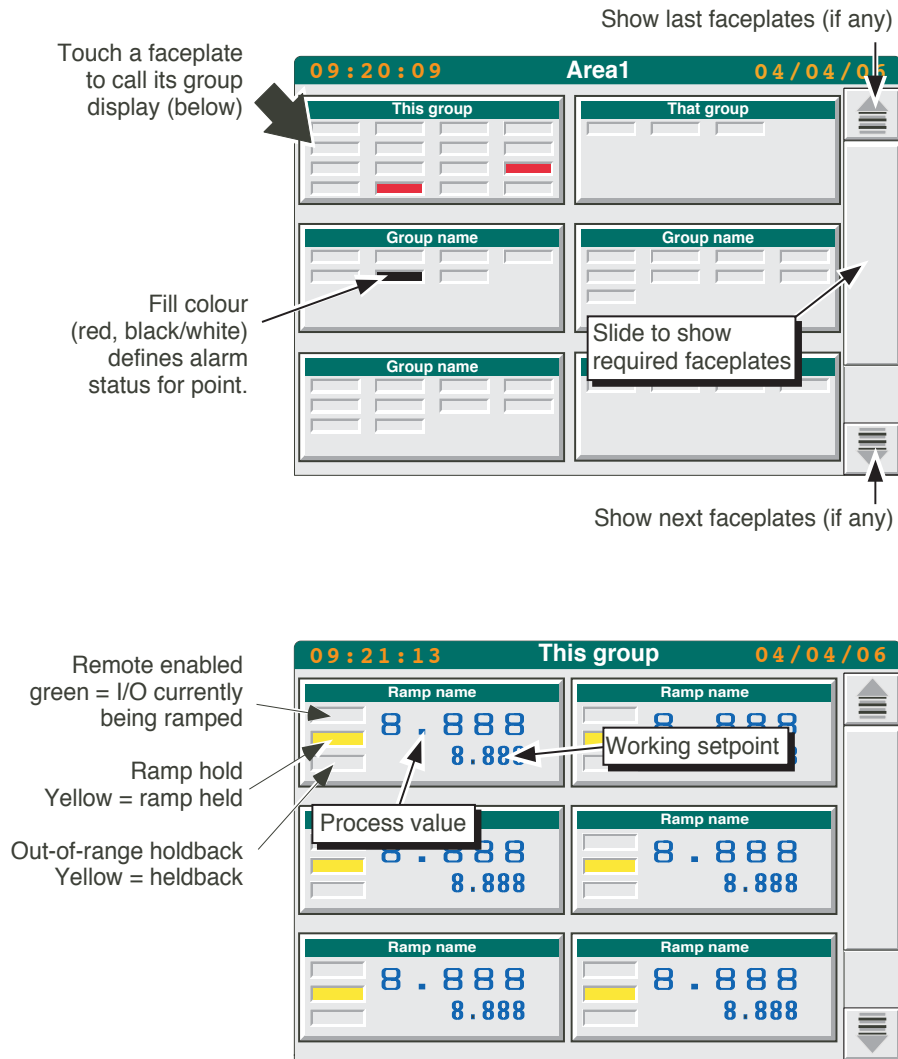 Show last faceplates (if any)
Touch a faceplate
to call its group
display (below)
09:20:09 Area1 04/04/06
This group
That group
Group name
Group name
Fill colour
(red, black/white)
defines alarm
status for point.
Slide to show
required faceplates
Group name
Show next faceplates (if any)
09:21:13 This group 04/04/06
Remote enabled
green = I/O currently
being ramped
Ramp name
8.888
8.888
Ramp name
Working setpoint
Ramp hold
Yellow = ramp held
Process value
Out-of-range holdback
Yellow = heldback
8.888
8.888
Ramp name
8.888
8.888
Ramp name
8.888
8.888
Ramp name
8.888
8.888